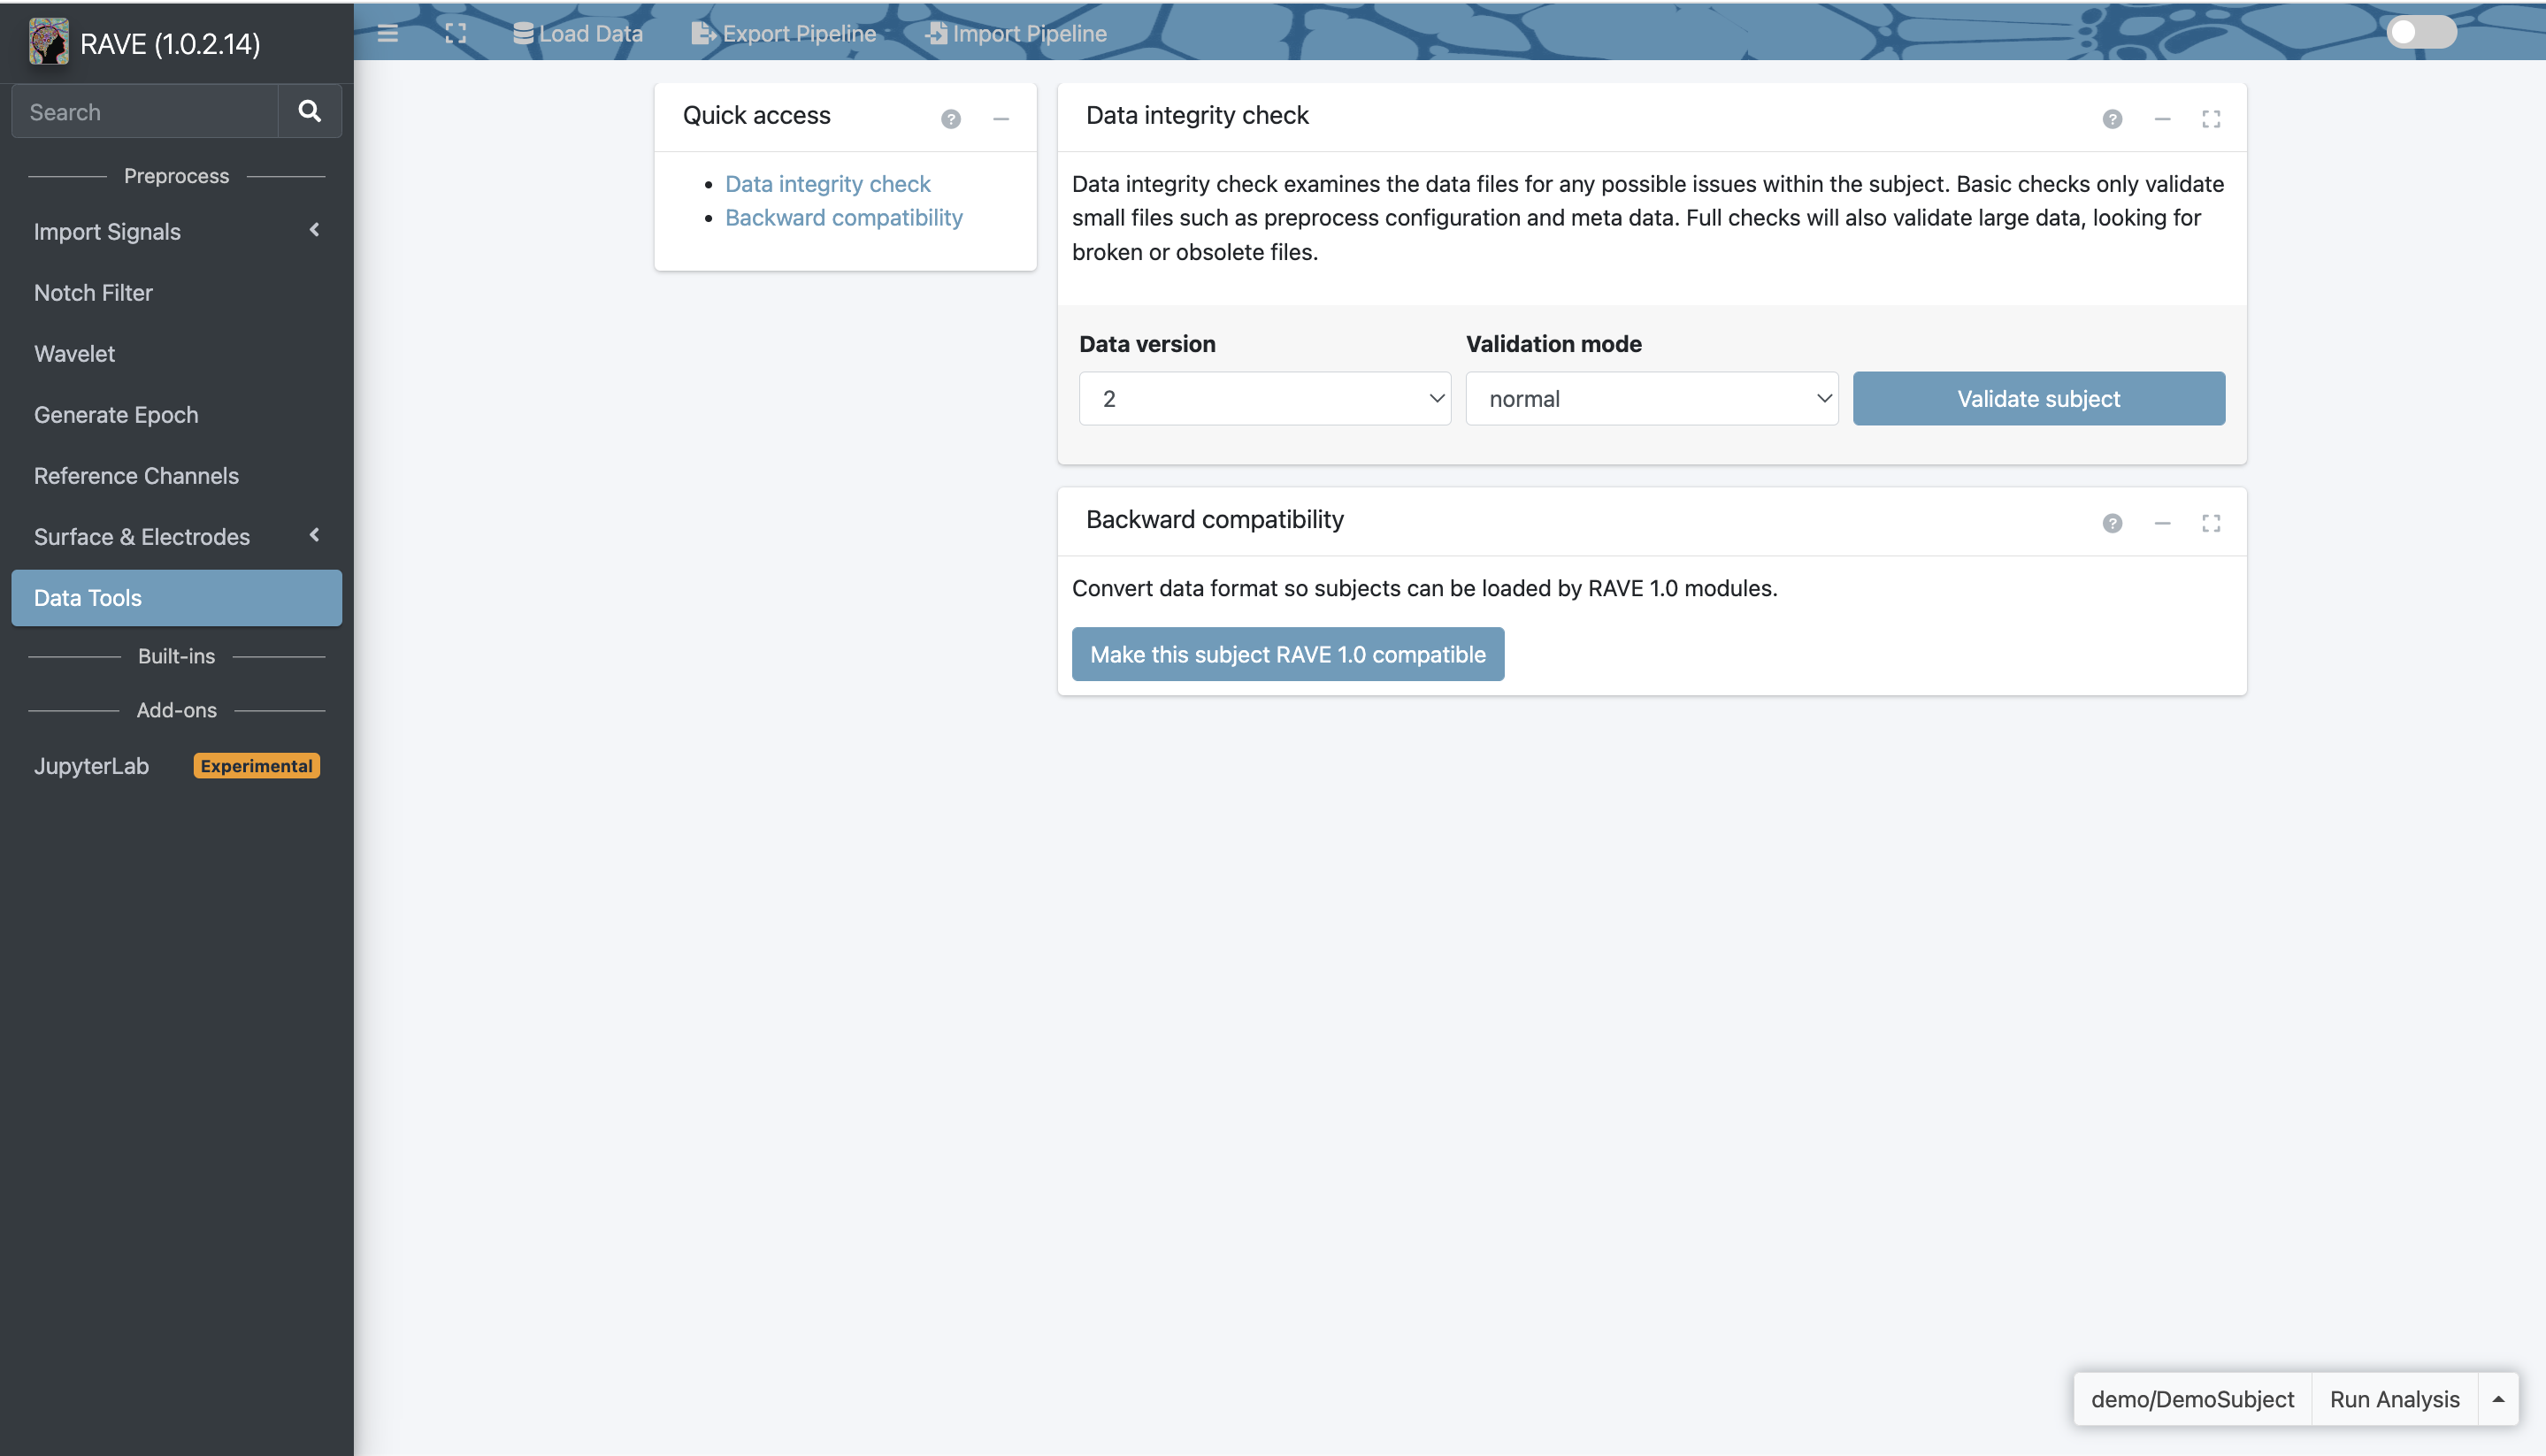 RAVE (1.0.2.14)
Search
Preprocess
Import Signals
Notch Filter
Wavelet
Generate Epoch
Reference Channels
Surface & Electrodes
Data Tools
Built-ins
Add-ons
JupyterLab Experimental
Load Data Export Pipeline Import Pipeline
Quick access
Data integrity check
Backward compatibility
Data integrity check
Data integrity check examines the data files for any possible issues within the subject. Basic checks only validate
small files such as preprocess configuration and meta data. Full checks will also validate large data, looking for
broken or obsolete files.
Data version Validation mode
2 normal Validate subject
Backward compatibility
Convert data format so subjects can be loaded by RAVE 1.0 modules.
Make this subject RAVE 1.0 compatible
demo/DemoSubject Run Analysis